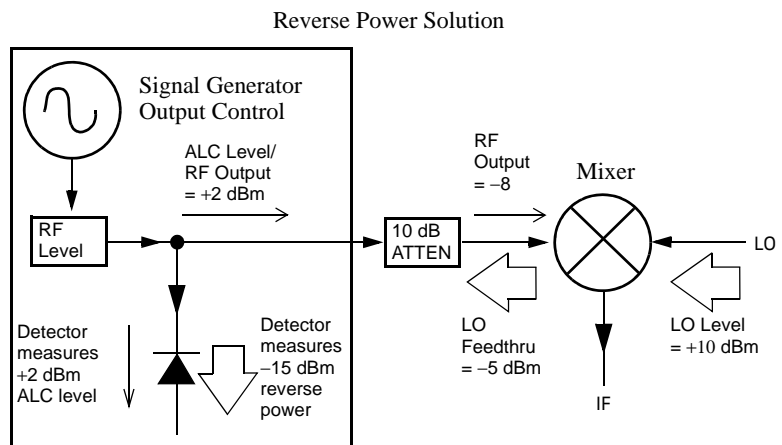 Reverse Power Solution
Signal Generator
Output Control
ALC Level/
RF Output
= +2 dBm
RF
Output
= −8
Mixer
RF
Level
10 dB
ATTEN
LO
Detector
measures
+2 dBm
ALC level
Detector
measures
−15 dBm
reverse
power
LO
Feedthru
= −5 dBm
LO Level
= +10 dBm
IF